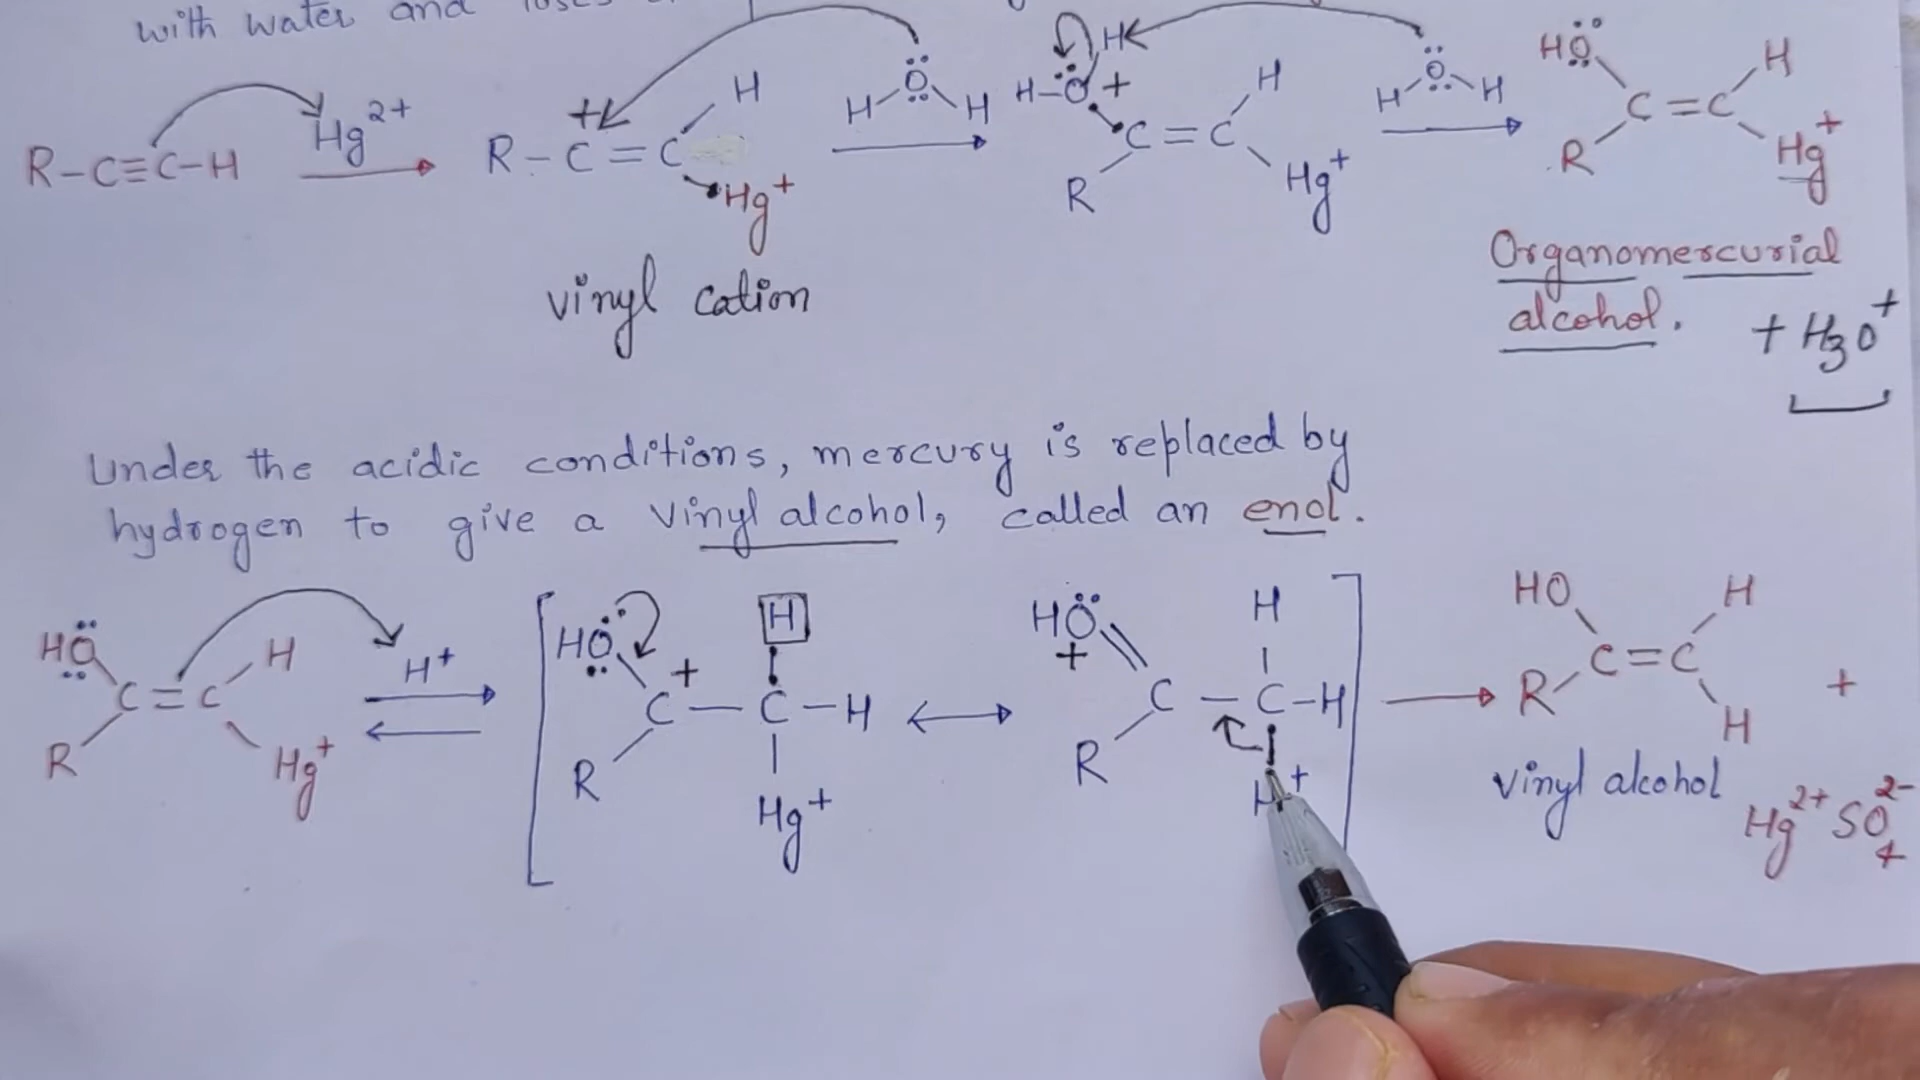 with water and
R-C≡C-H Hg2+ R-C+=C H Hg+ H-Ö-H H-Ö+ H C=C R H Hg+ H-Ö-H HÖ C=C R H Hg+
vinyl cation
Organomercurial
alcohol. + H3O+
Under the acidic conditions, mercury is replaced by
hydrogen to give a vinyl alcohol, called an enol.
HÖ C=C R H Hg+ H+ [HÖ C+-C-H R H Hg+ ↔ HÖ+ C-C-H R H +] HO C=C R H H +
vinyl alcohol Hg2+SO4 2-